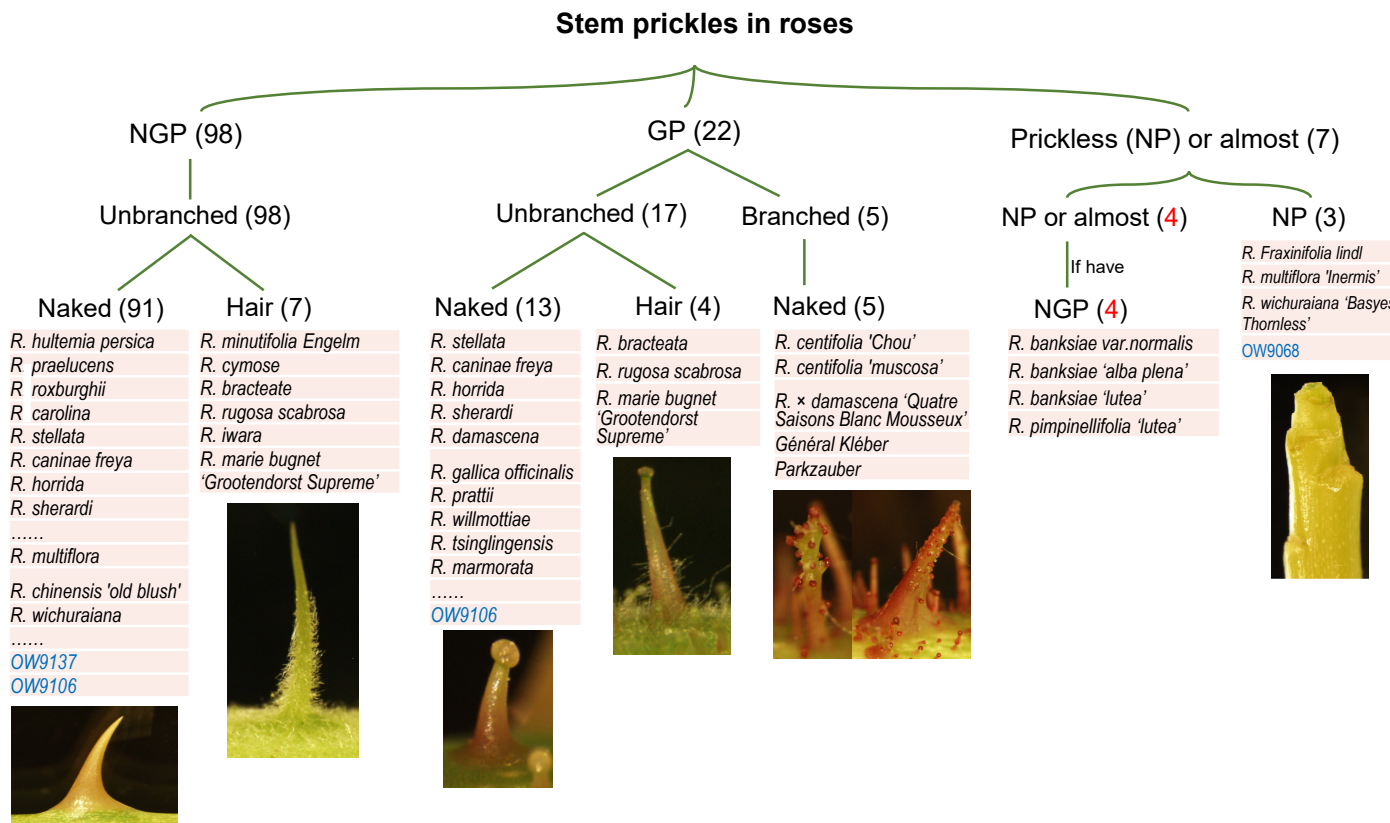 Stem prickles in roses
NGP (98)
GP (22)
Prickless (NP) or almost (7)
Unbranched (98)
Unbranched (17)
Branched (5)
NP or almost (4)
NP (3)
If have
Naked (91)
R. hultemia persica
R. praelucens
R. roxburghii
R. carolina
R. stellata
R. caninae freya
R. horrida
R. sherardi
......
R. multiflora
R. chinensis 'old blush'
R. wichuraiana
......
OW9137
OW9106
Hair (7)
R. minutifolia Engelm
R. cymose
R. bracteate
R. rugosa scabrosa
R. iwara
R. marie bugnet
‘Grootendorst Supreme’
Naked (13)
R. stellata
R. caninae freya
R. horrida
R. sherardi
R. damascena
R. gallica officinalis
R. prattii
R. willmottiae
R. tsinglingensis
R. marmorata
......
OW9106
Hair (4)
R. bracteata
R. rugosa scabrosa
R. marie bugnet
‘Grootendorst
Supreme’
Naked (5)
R. centifolia 'Chou’
R. centifolia ‘muscosa’
R. × damascena ‘Quatre
Saisons Blanc Mousseux’
Général Kléber
Parkzauber
NGP (4)
R. banksiae var.normalis
R. banksiae ‘alba plena’
R. banksiae ‘lutea’
R. pimpinellifolia ‘lutea’
R. Fraxinifolia lindl
R. multiflora 'Inermis’
R. wichuraiana ‘Basyes
Thornless’
OW9068